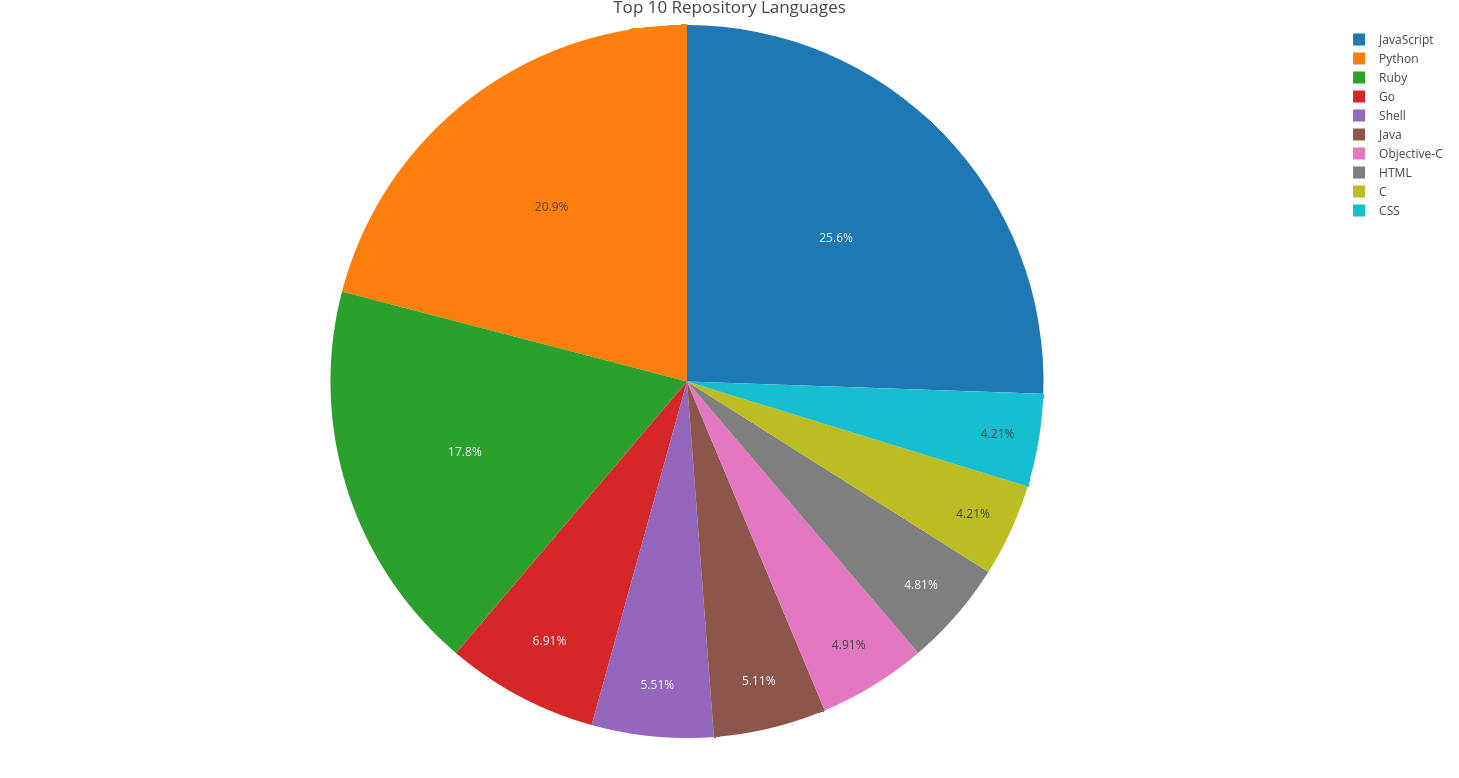 Top 10 Repository Languages
JavaScript
Python
Ruby
Go
Shell
Java
Objective-C
HTML
C
CSS
20.9%
25.6%
17.8%
4.21%
4.21%
4.81%
6.91%
4.91%
5.51%
5.11%